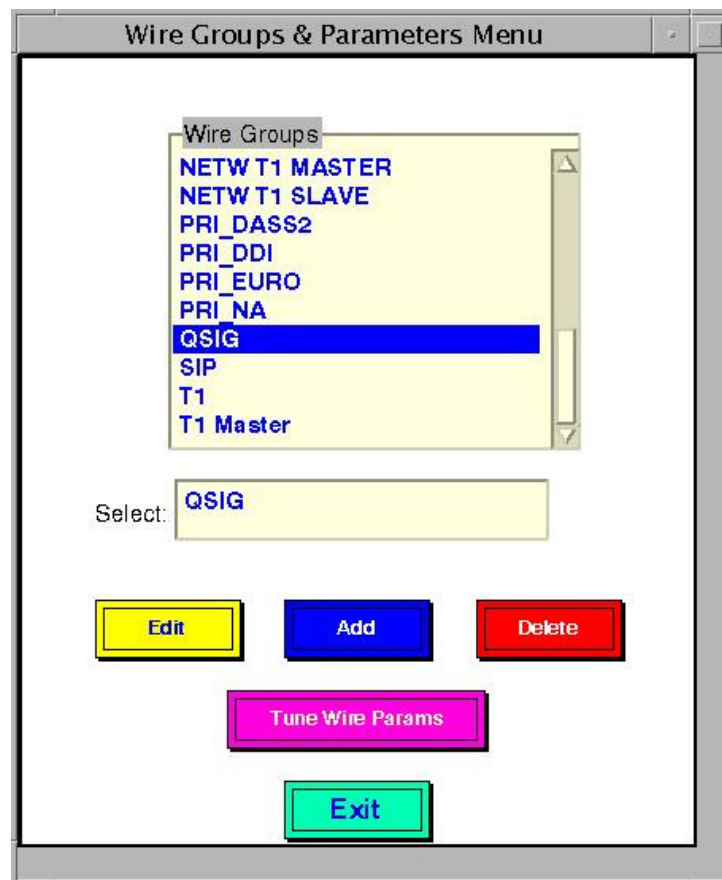 Wire Groups & Parameters Menu
Wire Groups
NETW T1 MASTER
NETW T1 SLAVE
PRI_DASS2
PRI_DDI
PRI_EURO
PRI_NA
QSIG
SIP
T1
T1 Master
Select: QSIG
Edit Add Delete
Tune Wire Params
Exit